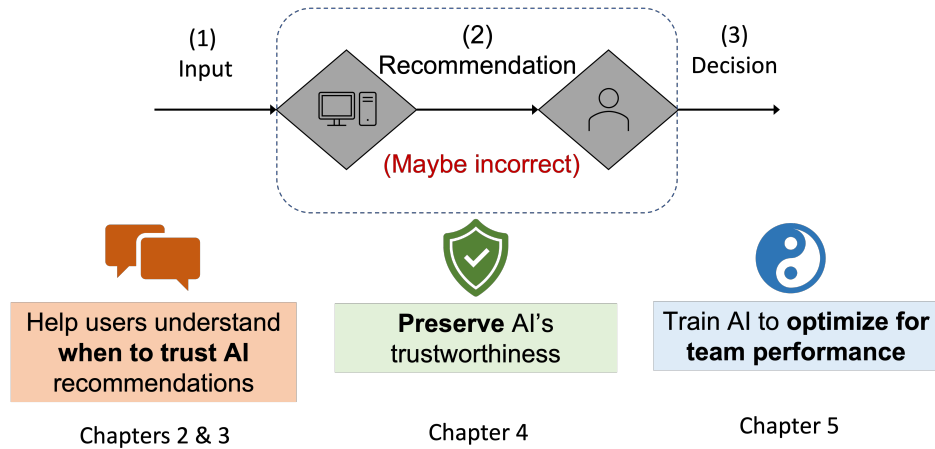 (1)
Input
(2)
Recommendation
(3)
Decision
(Maybe incorrect)
Help users understand
when to trust AI
recommendations
Chapters 2 & 3
Preserve AI's
trustworthiness
Chapter 4
Train AI to optimize for
team performance
Chapter 5